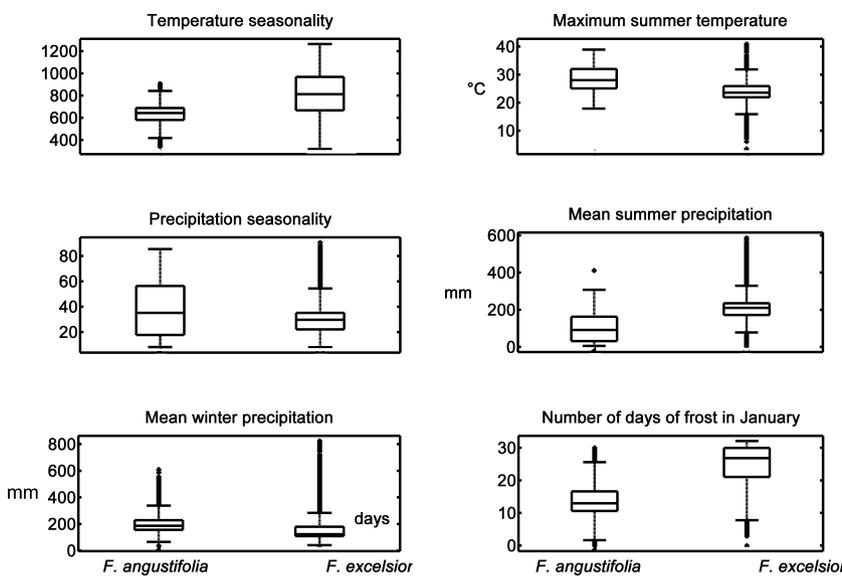 Temperature seasonality
1200
1000
800
600
400
Maximum summer temperature
°C
40
30
20
10
Precipitation seasonality
80
60
40
20
Mean summer precipitation
mm
600
400
200
0
Mean winter precipitation
mm
800
600
400
200
0
F. angustifolia
F. excelsior
Number of days of frost in January
days
30
20
10
0
F. angustifolia
F. excelsior